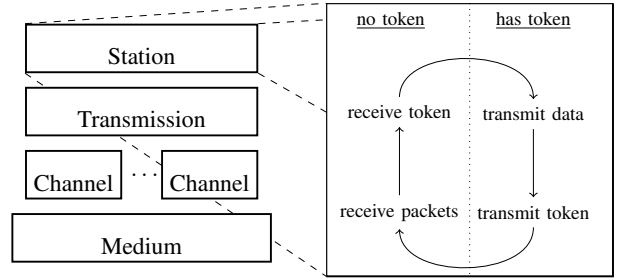 Station
Transmission
Channel ... Channel
Medium
no token has token
receive token transmit data
receive packets transmit token